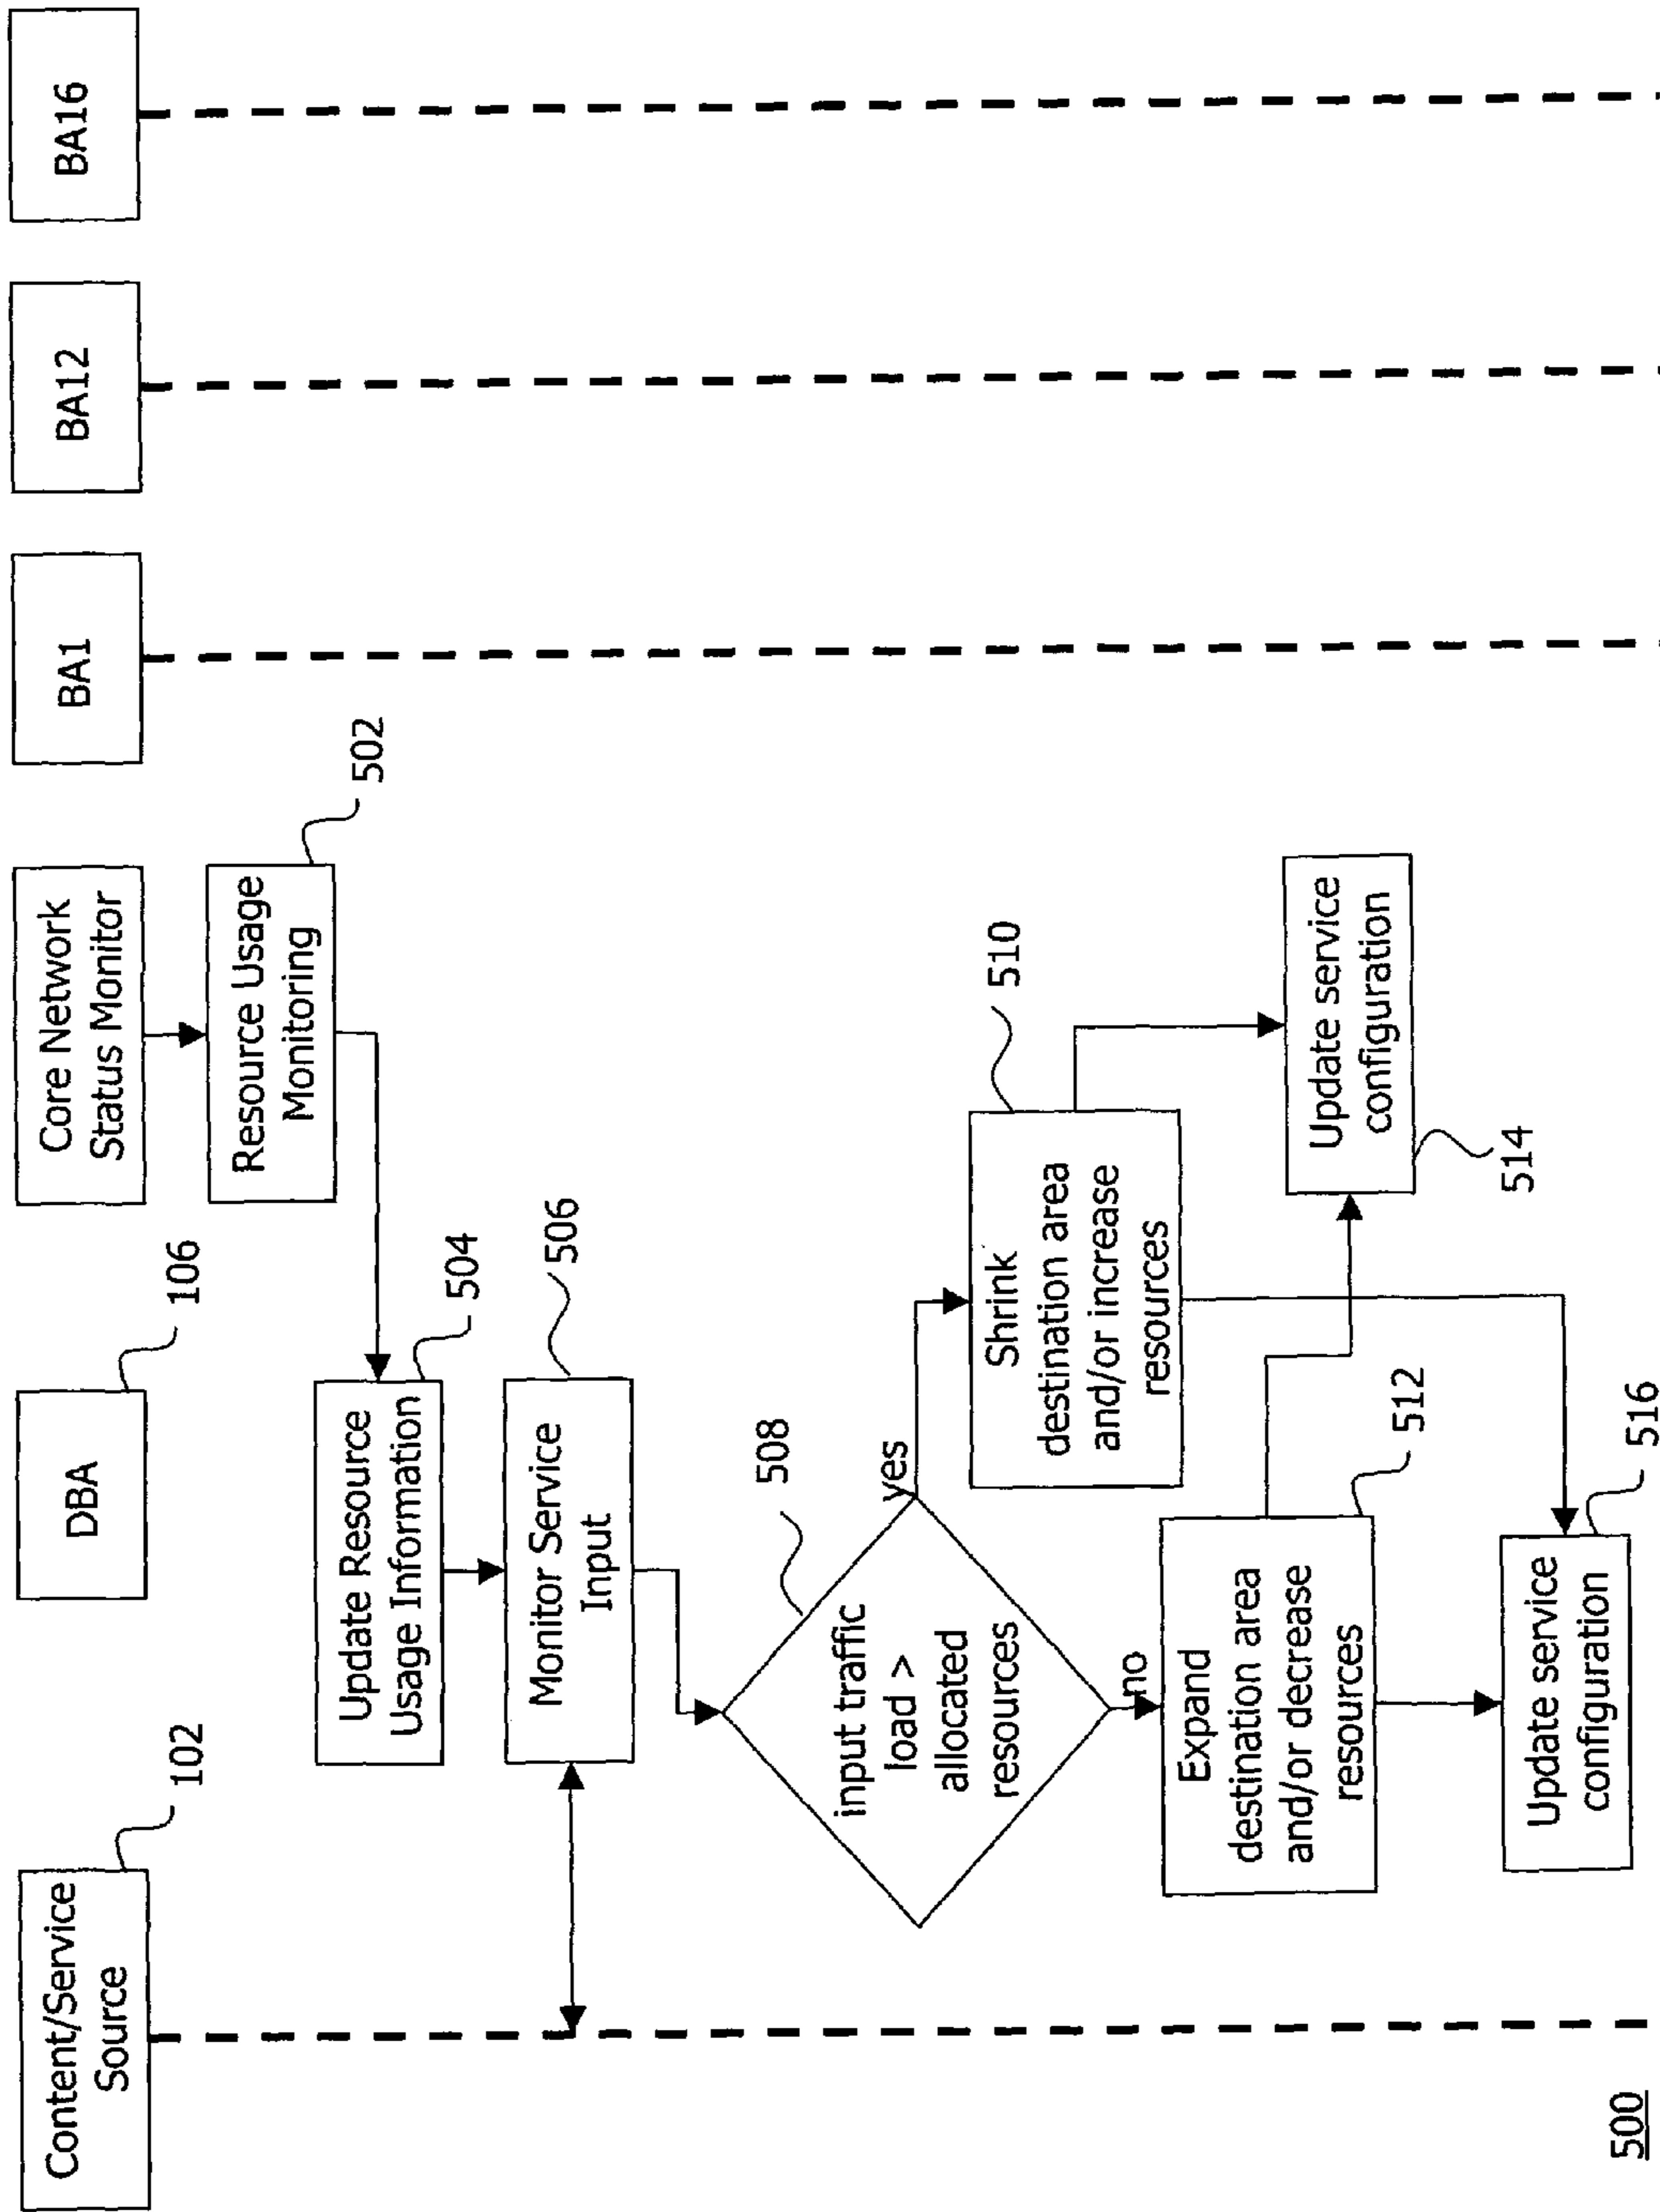 Content/Service
Source
102
DBA
106
Core Network
Status Monitor
BA1
BA12
BA16
Resource Usage
Monitoring
502
Update Resource
Usage Information
504
Monitor Service
Input
506
input traffic
load >
allocated
resources
508
yes
no
Shrink
destination area
and/or increase
resources
510
Expand
destination area
and/or decrease
resources
512
Update service
configuration
514
Update service
configuration
516
500